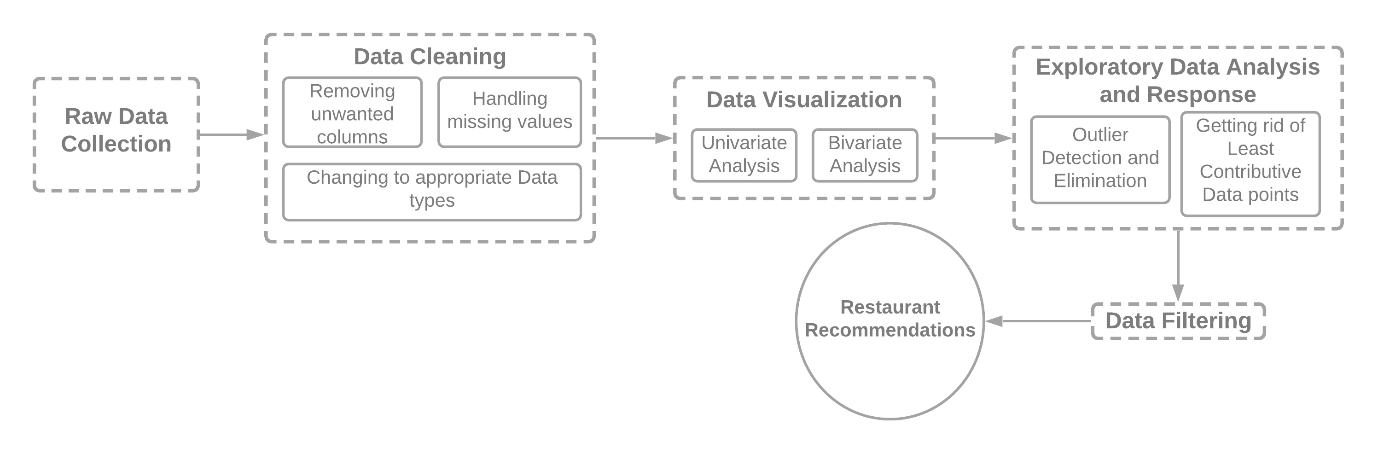 Raw Data
Collection
Data Cleaning
Removing
unwanted
columns
Handling
missing values
Changing to appropriate Data
types
Data Visualization
Univariate
Analysis
Bivariate
Analysis
Exploratory Data Analysis
and Response
Outlier
Detection and
Elimination
Getting rid of
Least
Contributive
Data points
Data Filtering
Restaurant
Recommendations